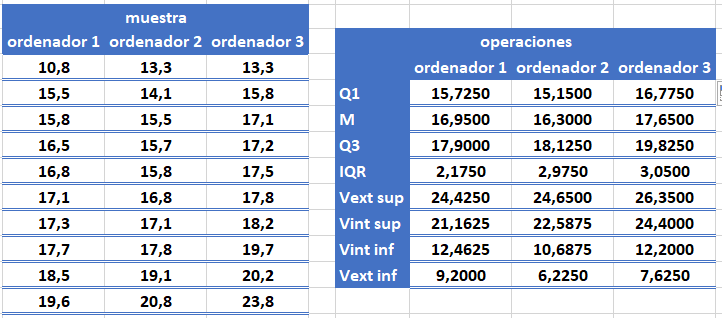 muestra
ordenador 1 ordenador 2 ordenador 3
10,8 13,3 13,3
15,5 14,1 15,8
15,8 15,5 17,1
16,5 15,7 17,2
16,8 15,8 17,5
17,1 16,8 17,8
17,3 17,1 18,2
17,7 17,8 19,7
18,5 19,1 20,2
19,6 20,8 23,8
operaciones
ordenador 1 ordenador 2 ordenador 3
Q1 15,7250 15,1500 16,7750
M 16,9500 16,3000 17,6500
Q3 17,9000 18,1250 19,8250
IQR 2,1750 2,9750 3,0500
Vext sup 24,4250 24,6500 26,3500
Vint sup 21,1625 22,5875 24,4000
Vint inf 12,4625 10,6875 12,2000
Vext inf 9,2000 6,2250 7,6250